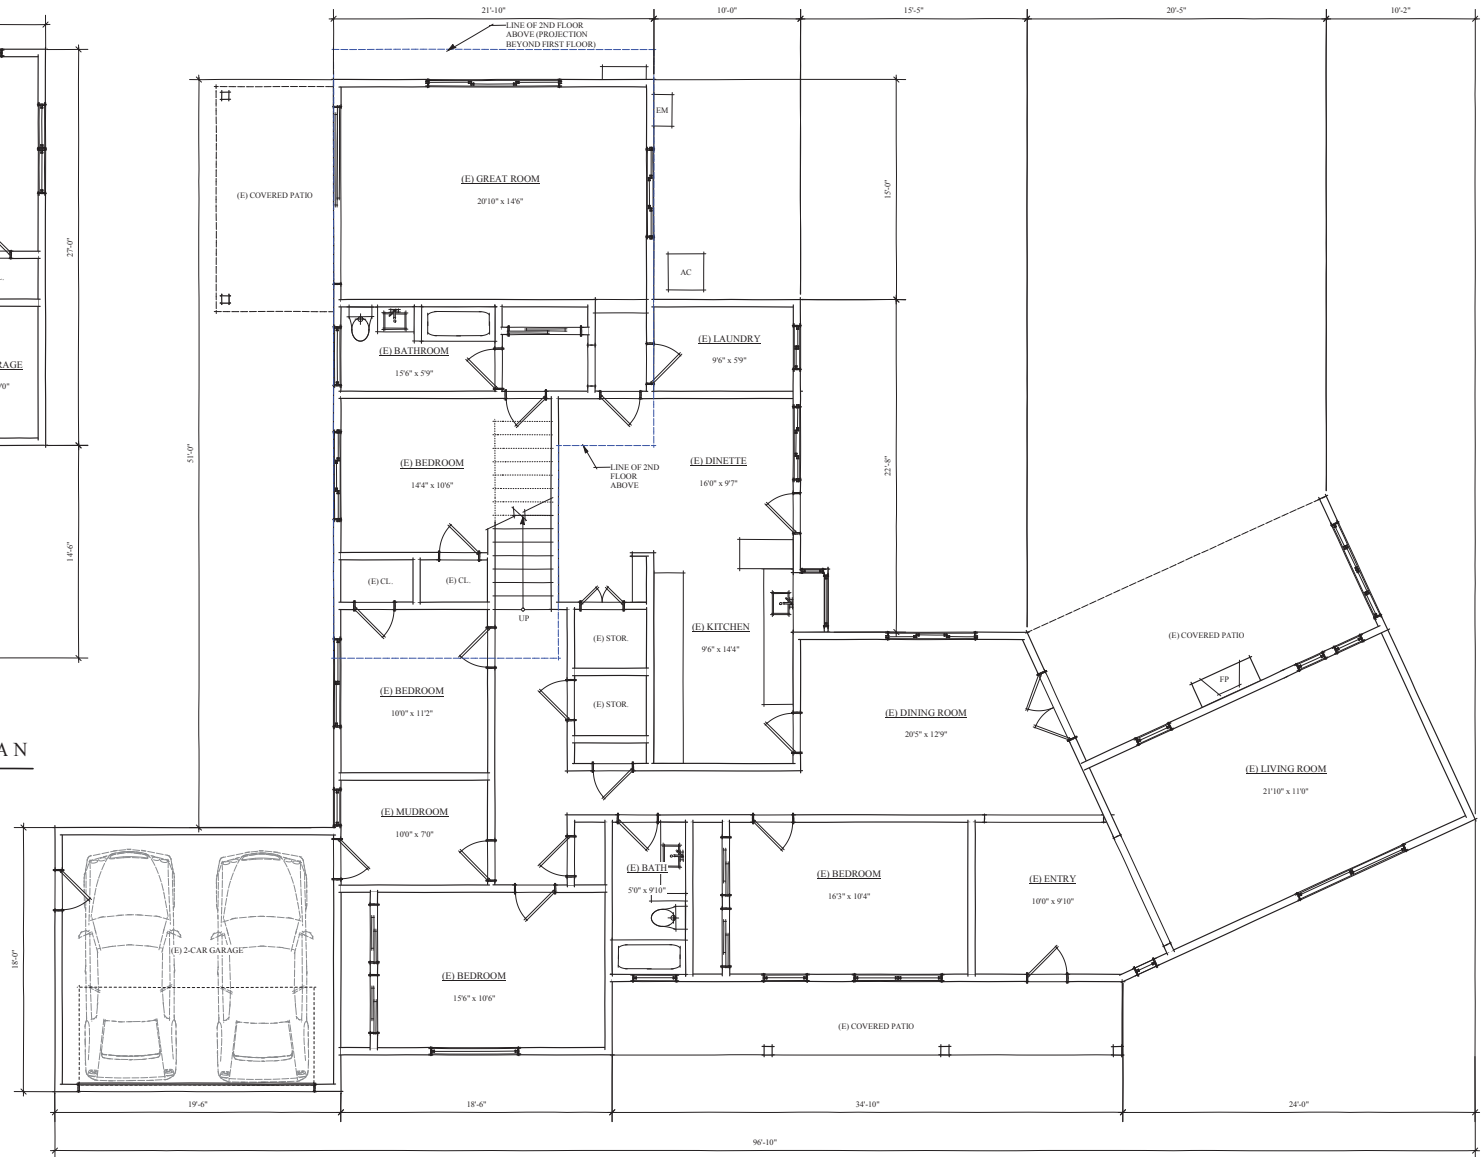 21'-10"
10'-0"
15'-5"
20'-5"
10'-2"
LINE OF 2ND FLOOR
ABOVE (PROJECTION
BEYOND FIRST FLOOR)
EM
(E) GREAT ROOM
20'10" x 14'6"
(E) COVERED PATIO
15'-0"
27'-0"
AC
(E) LAUNDRY
9'6" x 5'9"
(E) BATHROOM
15'6" x 5'9"
51'-0"
(E) BEDROOM
14'4" x 10'6"
LINE OF 2ND
FLOOR
ABOVE
(E) DINETTE
16'0" x 9'7"
22'-8"
14'-6"
(E) CL.
(E) CL.
UP
(E) STOR.
(E) KITCHEN
9'6" x 14'4"
(E) COVERED PATIO
FP
(E) BEDROOM
10'0" x 11'2"
(E) STOR.
(E) DINING ROOM
20'5" x 12'9"
(E) LIVING ROOM
21'10" x 11'0"
(E) MUDROOM
10'0" x 7'0"
(E) BATH
5'0" x 9'10"
(E) BEDROOM
16'3" x 10'4"
(E) ENTRY
10'0" x 9'10"
18'-0"
(E) 2-CAR GARAGE
(E) BEDROOM
15'6" x 10'6"
(E) COVERED PATIO
19'-6"
18'-6"
34'-10"
24'-0"
96'-10"